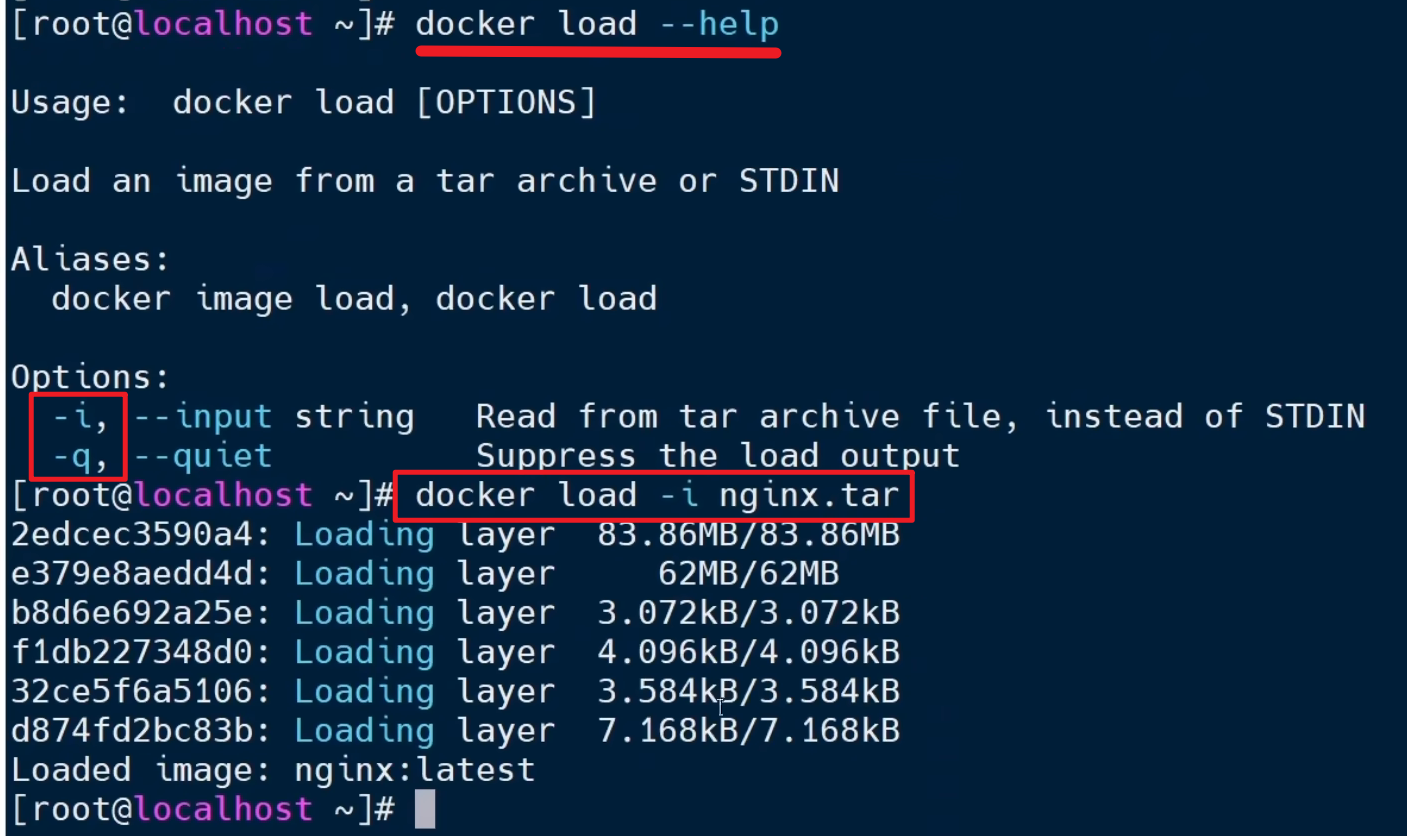 [root@localhost ~]# docker load --help
Usage:  docker load [OPTIONS]
Load an image from a tar archive or STDIN
Aliases:
  docker image load, docker load
Options:
  -i, --input string   Read from tar archive file, instead of STDIN
  -q, --quiet          Suppress the load output
[root@localhost ~]# docker load -i nginx.tar
2edcec3590a4: Loading layer  83.86MB/83.86MB
e379e8aedd4d: Loading layer     62MB/62MB
b8d6e692a25e: Loading layer  3.072kB/3.072kB
f1db227348d0: Loading layer  4.096kB/4.096kB
32ce5f6a5106: Loading layer  3.584kB/3.584kB
d874fd2bc83b: Loading layer  7.168kB/7.168kB
Loaded image: nginx:latest
[root@localhost ~]#